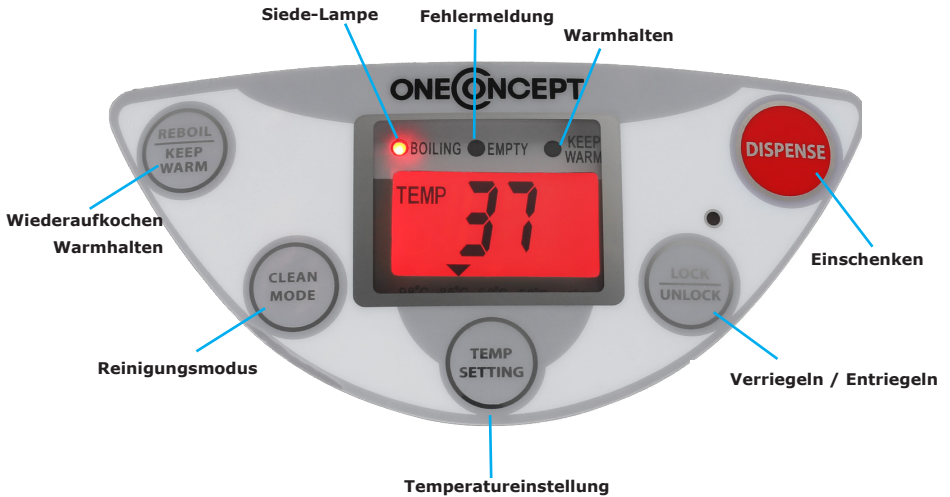 Siede-Lampe
Fehlermeldung
Warmhalten
ONECONCEPT
REBOIL
KEEP
WARM
BOILING
EMPTY
KEEP
WARM
DISPENSE
TEMP
37
Wiederaufkochen
Warmhalten
CLEAN
MODE
LOCK
UNLOCK
Einschenken
TEMP
SETTING
Reinigungsmodus
Verriegeln / Entriegeln
Temperatureinstellung